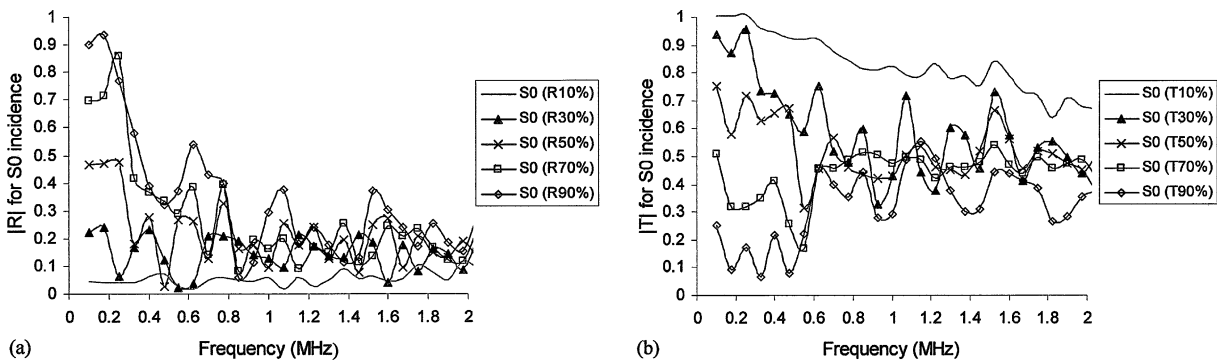 1
0.9
0.8
0.7
0.6
0.5
0.4
0.3
0.2
0.1
0
|R| for S0 incidence
0 0.2 0.4 0.6 0.8 1 1.2 1.4 1.6 1.8 2
Frequency (MHz)
S0 (R10%)
S0 (R30%)
S0 (R50%)
S0 (R70%)
S0 (R90%)
(a)
1
0.9
0.8
0.7
0.6
0.5
0.4
0.3
0.2
0.1
0
|T| for S0 incidence
0 0.2 0.4 0.6 0.8 1 1.2 1.4 1.6 1.8 2
Frequency (MHz)
S0 (T10%)
S0 (T30%)
S0 (T50%)
S0 (T70%)
S0 (T90%)
(b)